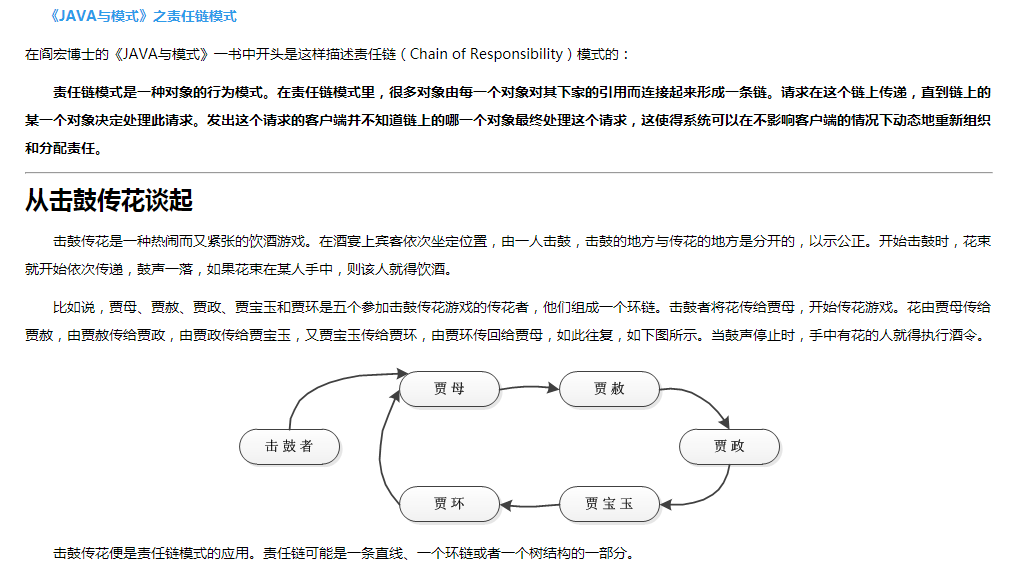 《JAVA与模式》之责任链模式
在阎宏博士的《JAVA与模式》一书中开头是这样描述责任链（Chain of Responsibility）模式的：
责任链模式是一种对象的行为模式。在责任链模式里，很多对象由每一个对象对其下家的引用而连接起来形成一条链。请求在这个链上传递，直到链上的
某一个对象决定处理此请求。发出这个请求的客户端并不知道链上的哪一个对象最终处理这个请求，这使得系统可以在不影响客户端的情况下动态地重新组织
和分配责任。
从击鼓传花谈起
击鼓传花是一种热闹而又紧张的饮酒游戏。在酒宴上宾客依次坐定位置，由一人击鼓，击鼓的地方与传花的地方是分开的，以示公正。开始击鼓时，花束
就开始依次传递，鼓声一落，如果花束在某人手中，则该人就得饮酒。
比如说，贾母、贾赦、贾政、贾宝玉和贾环是五个参加击鼓传花游戏的传花者，他们组成一个环链。击鼓者将花传给贾母，开始传花游戏。花由贾母传给
贾赦，由贾赦传给贾政，由贾政传给贾宝玉，又贾宝玉传给贾环，由贾环传回给贾母，如此往复，如下图所示。当鼓声停止时，手中有花的人就得执行酒令。
贾母
贾赦
击鼓者
贾政
贾环
贾宝玉
击鼓传花便是责任链模式的应用。责任链可能是一条直线、一个环链或者一个树结构的一部分。